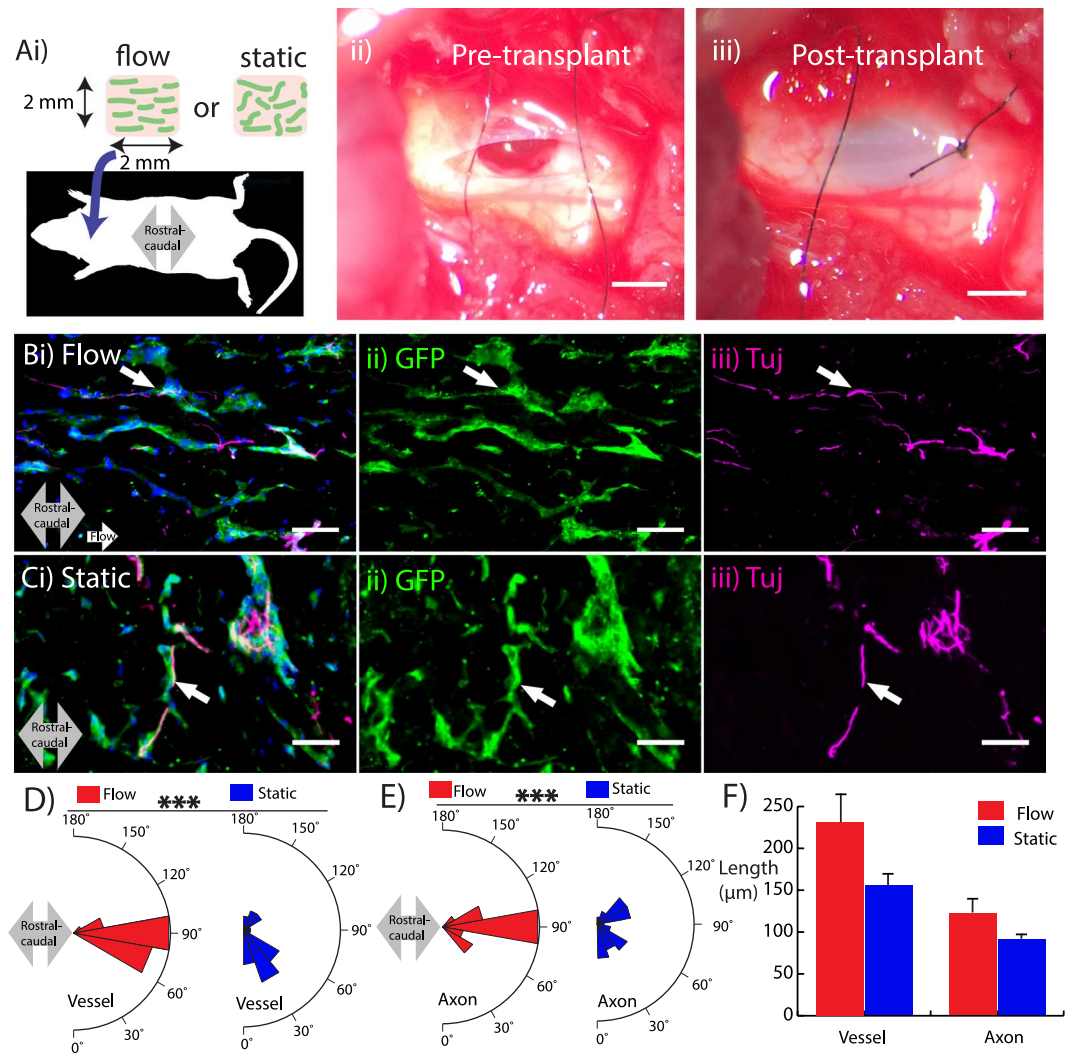 Ai)
flow
static
2 mm
or
2 mm
Rostral-
caudal
ii)
Pre-transplant
iii)
Post-transplant
Bi) Flow
Rostral-
caudal
Flow
ii) GFP
iii) Tuj
Ci) Static
Rostral-
caudal
ii) GFP
iii) Tuj
D)
Flow
***
Static
180°
150°
120°
90°
60°
30°
0°
Rostral-
caudal
Vessel
180°
150°
120°
90°
60°
30°
0°
Vessel
E)
Flow
***
Static
180°
150°
120°
90°
60°
30°
0°
Rostral-
caudal
Axon
180°
150°
120°
90°
60°
30°
0°
Axon
F)
Flow
Static
Length
(μm)
250
200
150
100
50
0
Vessel
Axon